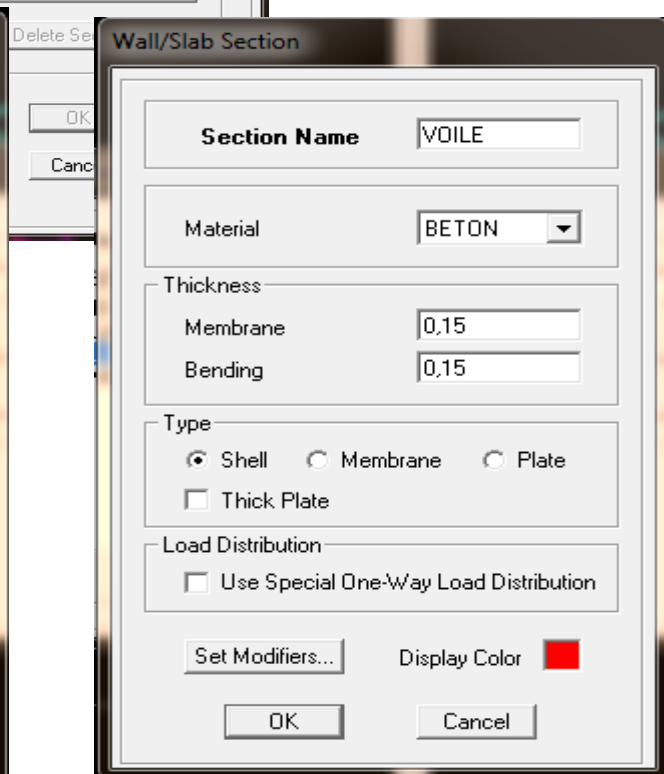 Delete Se
OK
Canc
Wall/Slab Section
Section Name VOILE
Material BETON
Thickness
Membrane 0,15
Bending 0,15
Type
Shell Membrane Plate
Thick Plate
Load Distribution
Use Special One-Way Load Distribution
Set Modifiers... Display Color
OK Cancel